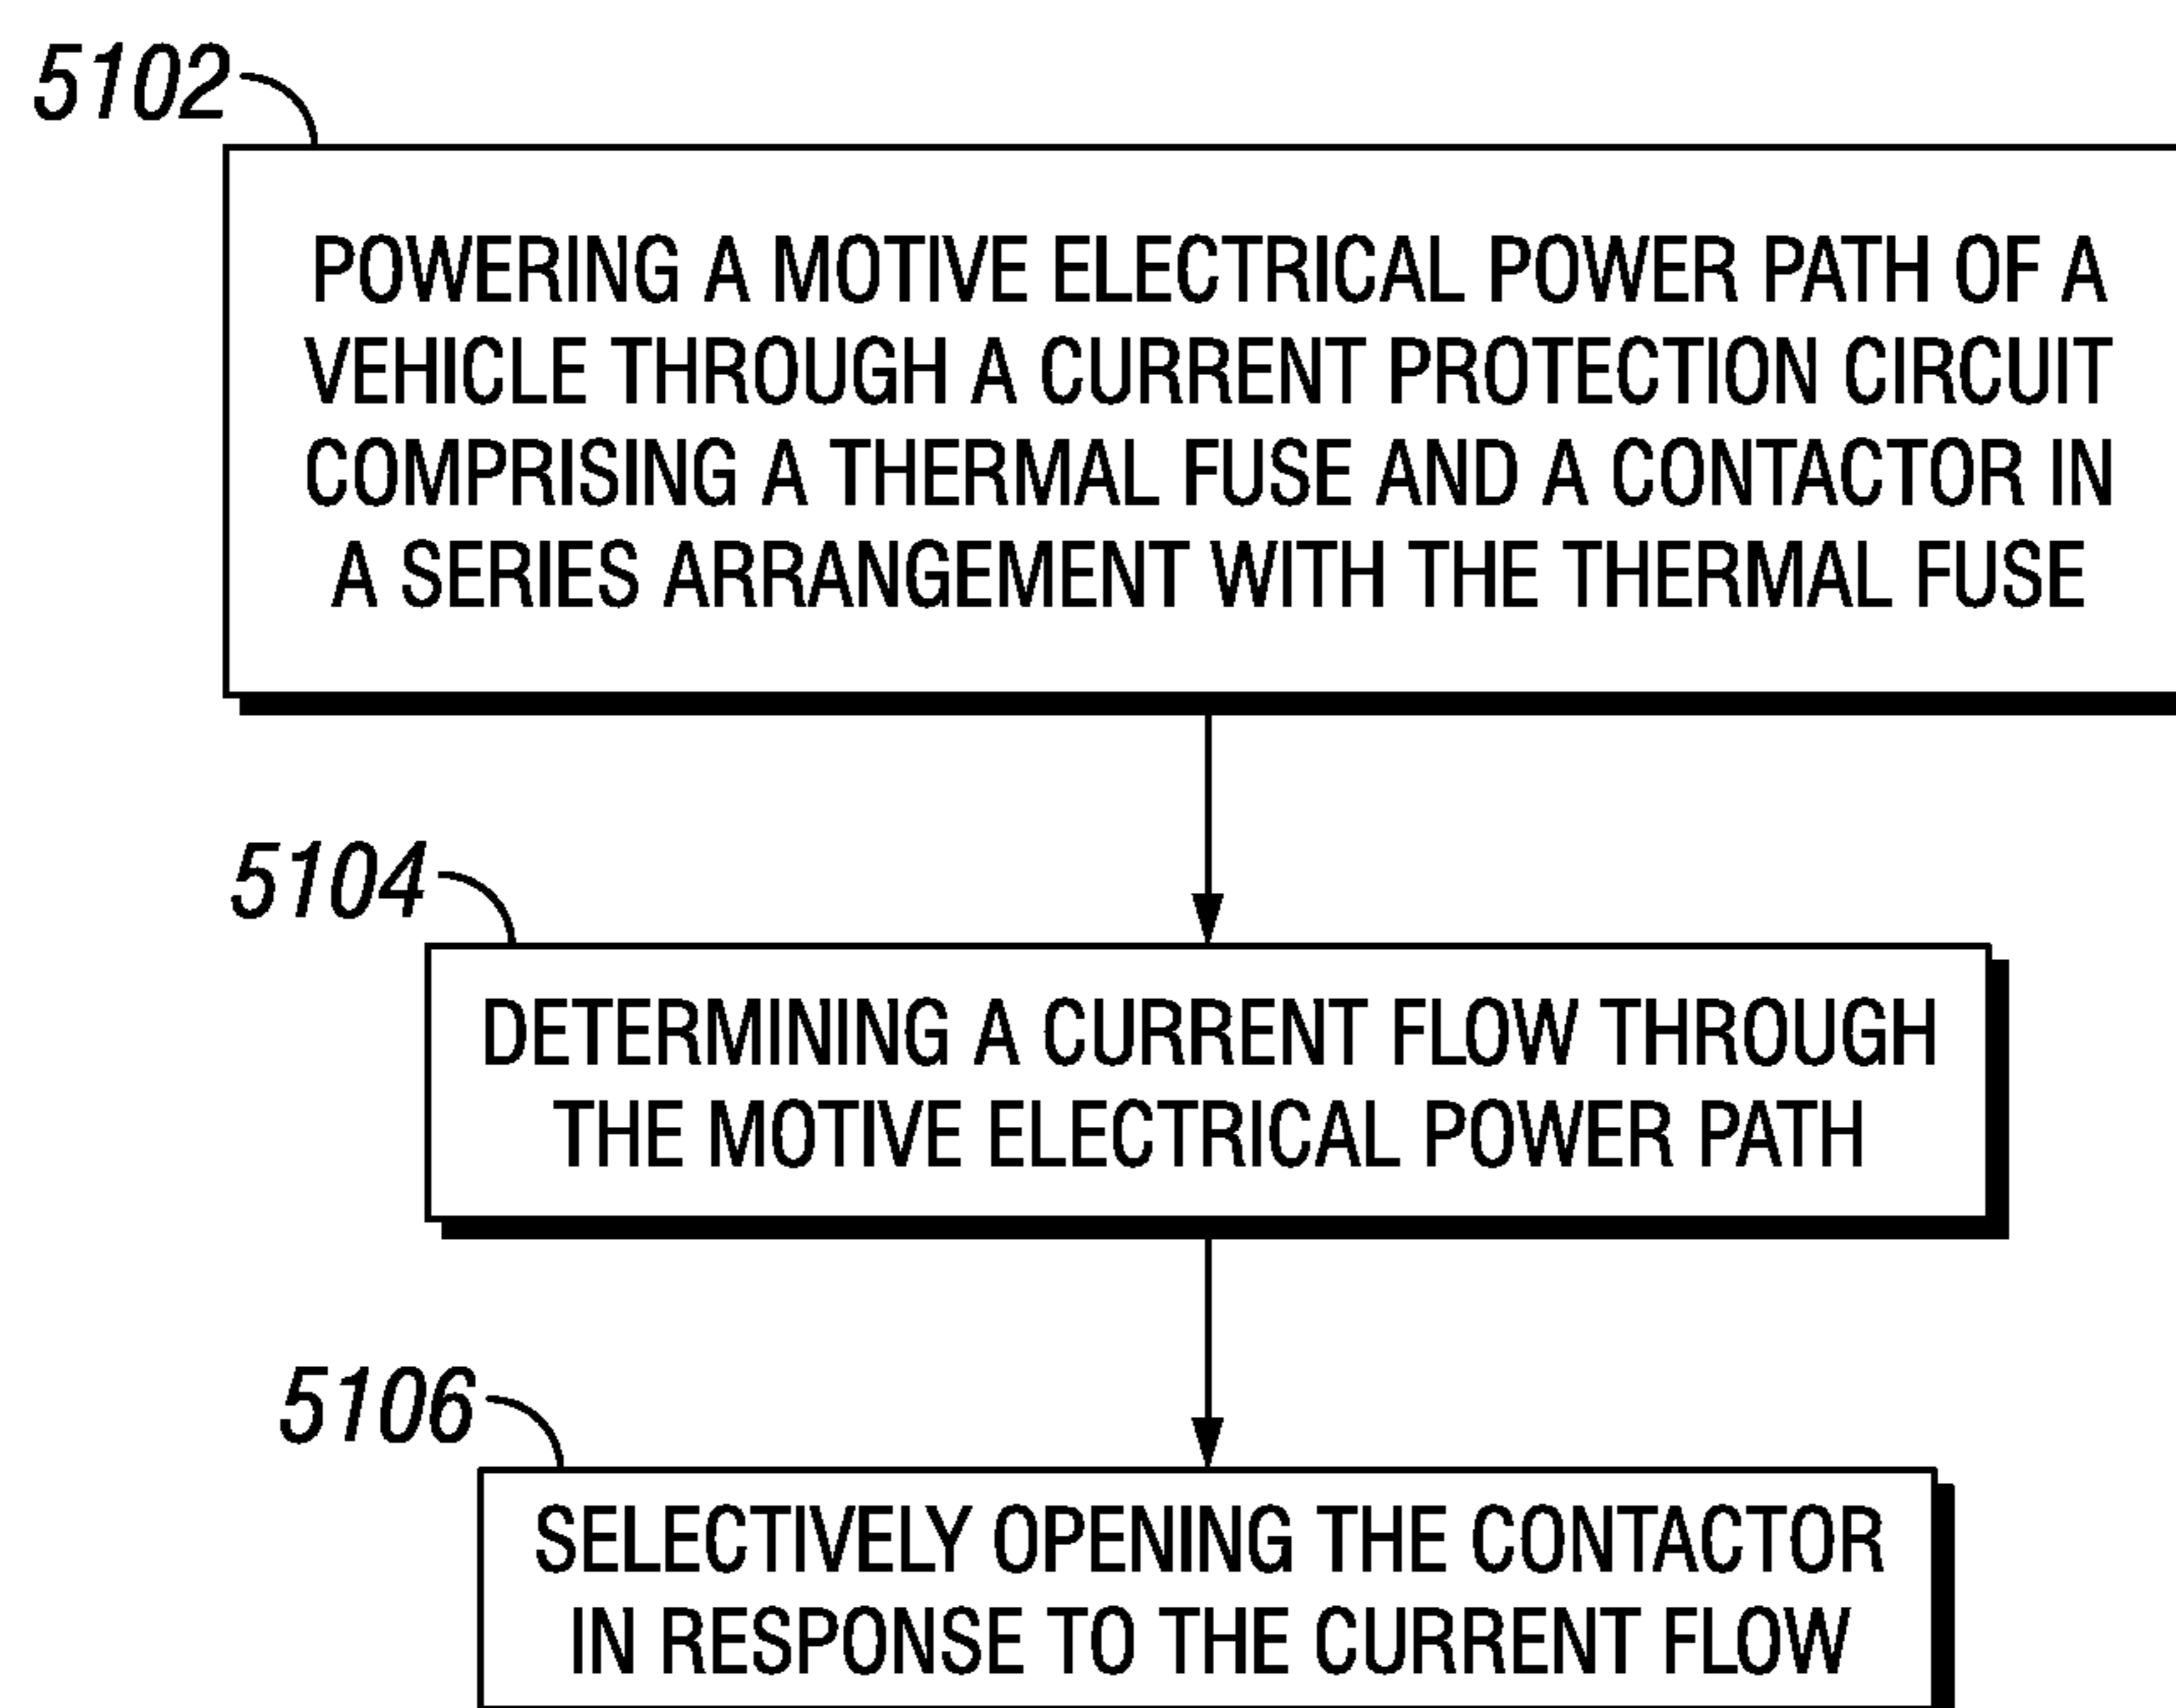 5102
POWERING A MOTIVE ELECTRICAL POWER PATH OF A
VEHICLE THROUGH A CURRENT PROTECTION CIRCUIT
COMPRISING A THERMAL FUSE AND A CONTACTOR IN
A SERIES ARRANGEMENT WITH THE THERMAL FUSE
5104
DETERMINING A CURRENT FLOW THROUGH
THE MOTIVE ELECTRICAL POWER PATH
5106
SELECTIVELY OPENING THE CONTACTOR
IN RESPONSE TO THE CURRENT FLOW